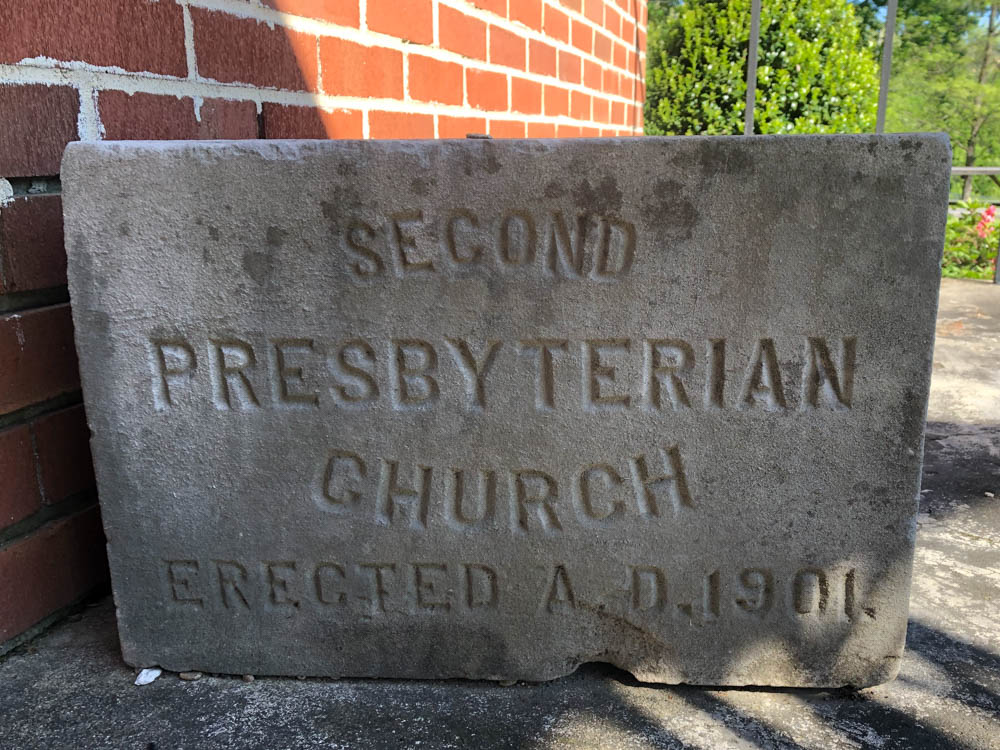 SECOND
PRESBYTERIAN
CHURCH
ERECTED A.D. 1901.